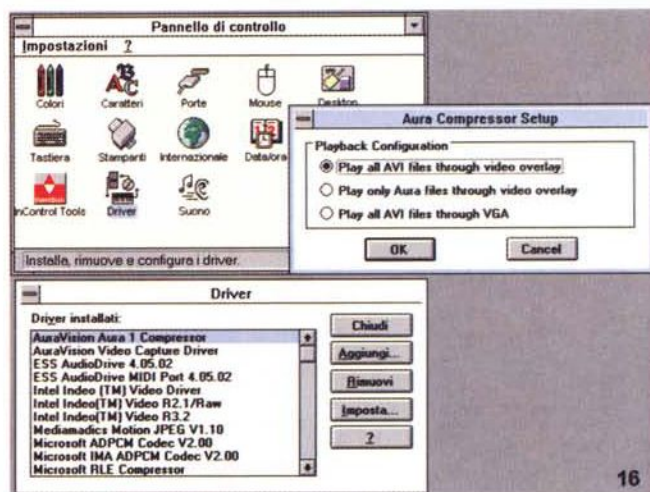 Pannello di controllo
Impostazioni ?
Colori Caratteri Porte Mouse Desktop
Tastiera Stampanti Internazionale Data/ora
InControl Tools Driver Suono
Installa, rimuove e configura i driver.
Aura Compressor Setup
Playback Configuration
Play all AVI files through video overlay
Play only Aura files through video overlay
Play all AVI files through VGA
OK Cancel
Driver
Driver installati:
AuraVision Aura 1 Compressor
AuraVision Video Capture Driver
ESS AudioDrive 4.05.02
ESS AudioDrive MIDI Port 4.05.02
Intel Indeo (TM) Video Driver
Intel Indeo(TM) Video R2.1/Raw
Intel Indeo(TM) Video R3.2
Mediamadics Motion JPEG V1.10
Microsoft ADPCM Codec V2.00
Microsoft IMA ADPCM Codec V2.00
Microsoft RLE Compressor
Chiudi
Aggiungi...
Rimuovi
Imposta...
?
16